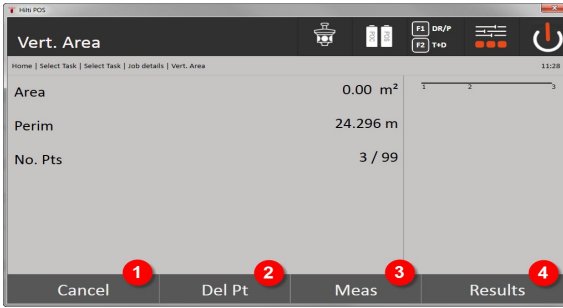 Hilti POS
Vert. Area
POC
POS
F1 DR/P
F2 T+D
Home | Select Task | Select Task | Job details | Vert. Area
11:28
Area 0.00 m²
Perim 24.296 m
No. Pts 3 / 99
1 2 3
1 2 3 4
Cancel Del Pt Meas Results